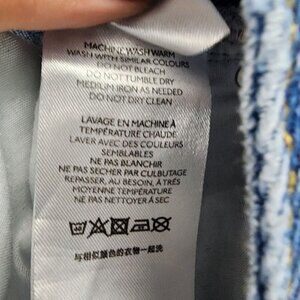 MACHINE WASH WARM
WASH WITH SIMILAR COLOURS
DO NOT BLEACH
DO NOT TUMBLE DRY
MEDIUM IRON AS NEEDED
DO NOT DRY CLEAN
LAVAGE EN MACHINE À
TEMPÉRATURE CHAUDE
LAVER AVEC DES COULEURS
SEMBLABLES
NE PAS BLANCHIR
NE PAS SECHER PAR CULBUTAGE
REPASSER, AU BESOIN, À TRÉS
MOYENNE TEMPÉRATURE
NE PAS NETTOYER À SEC
与相似颜色的衣物一起洗